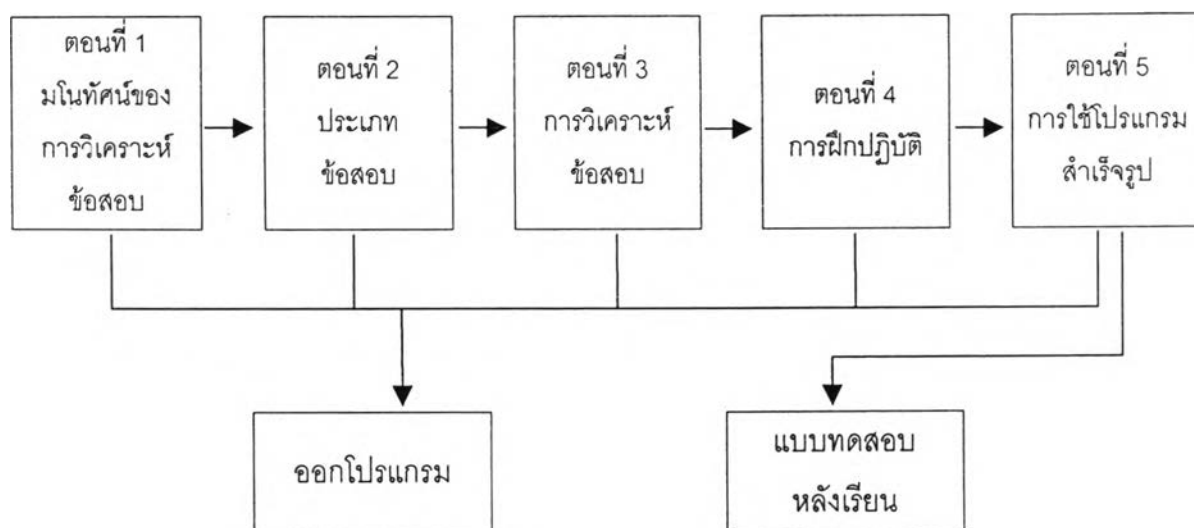 ตอนที่ 1
มโนทัศน์ของ
การวิเคราะห์
ข้อสอบ
ตอนที่ 2
ประเภท
ข้อสอบ
ตอนที่ 3
การวิเคราะห์
ข้อสอบ
ตอนที่ 4
การฝึกปฏิบัติ
ตอนที่ 5
การใช้โปรแกรม
สำเร็จรูป
ออกโปรแกรม
แบบทดสอบ
หลังเรียน